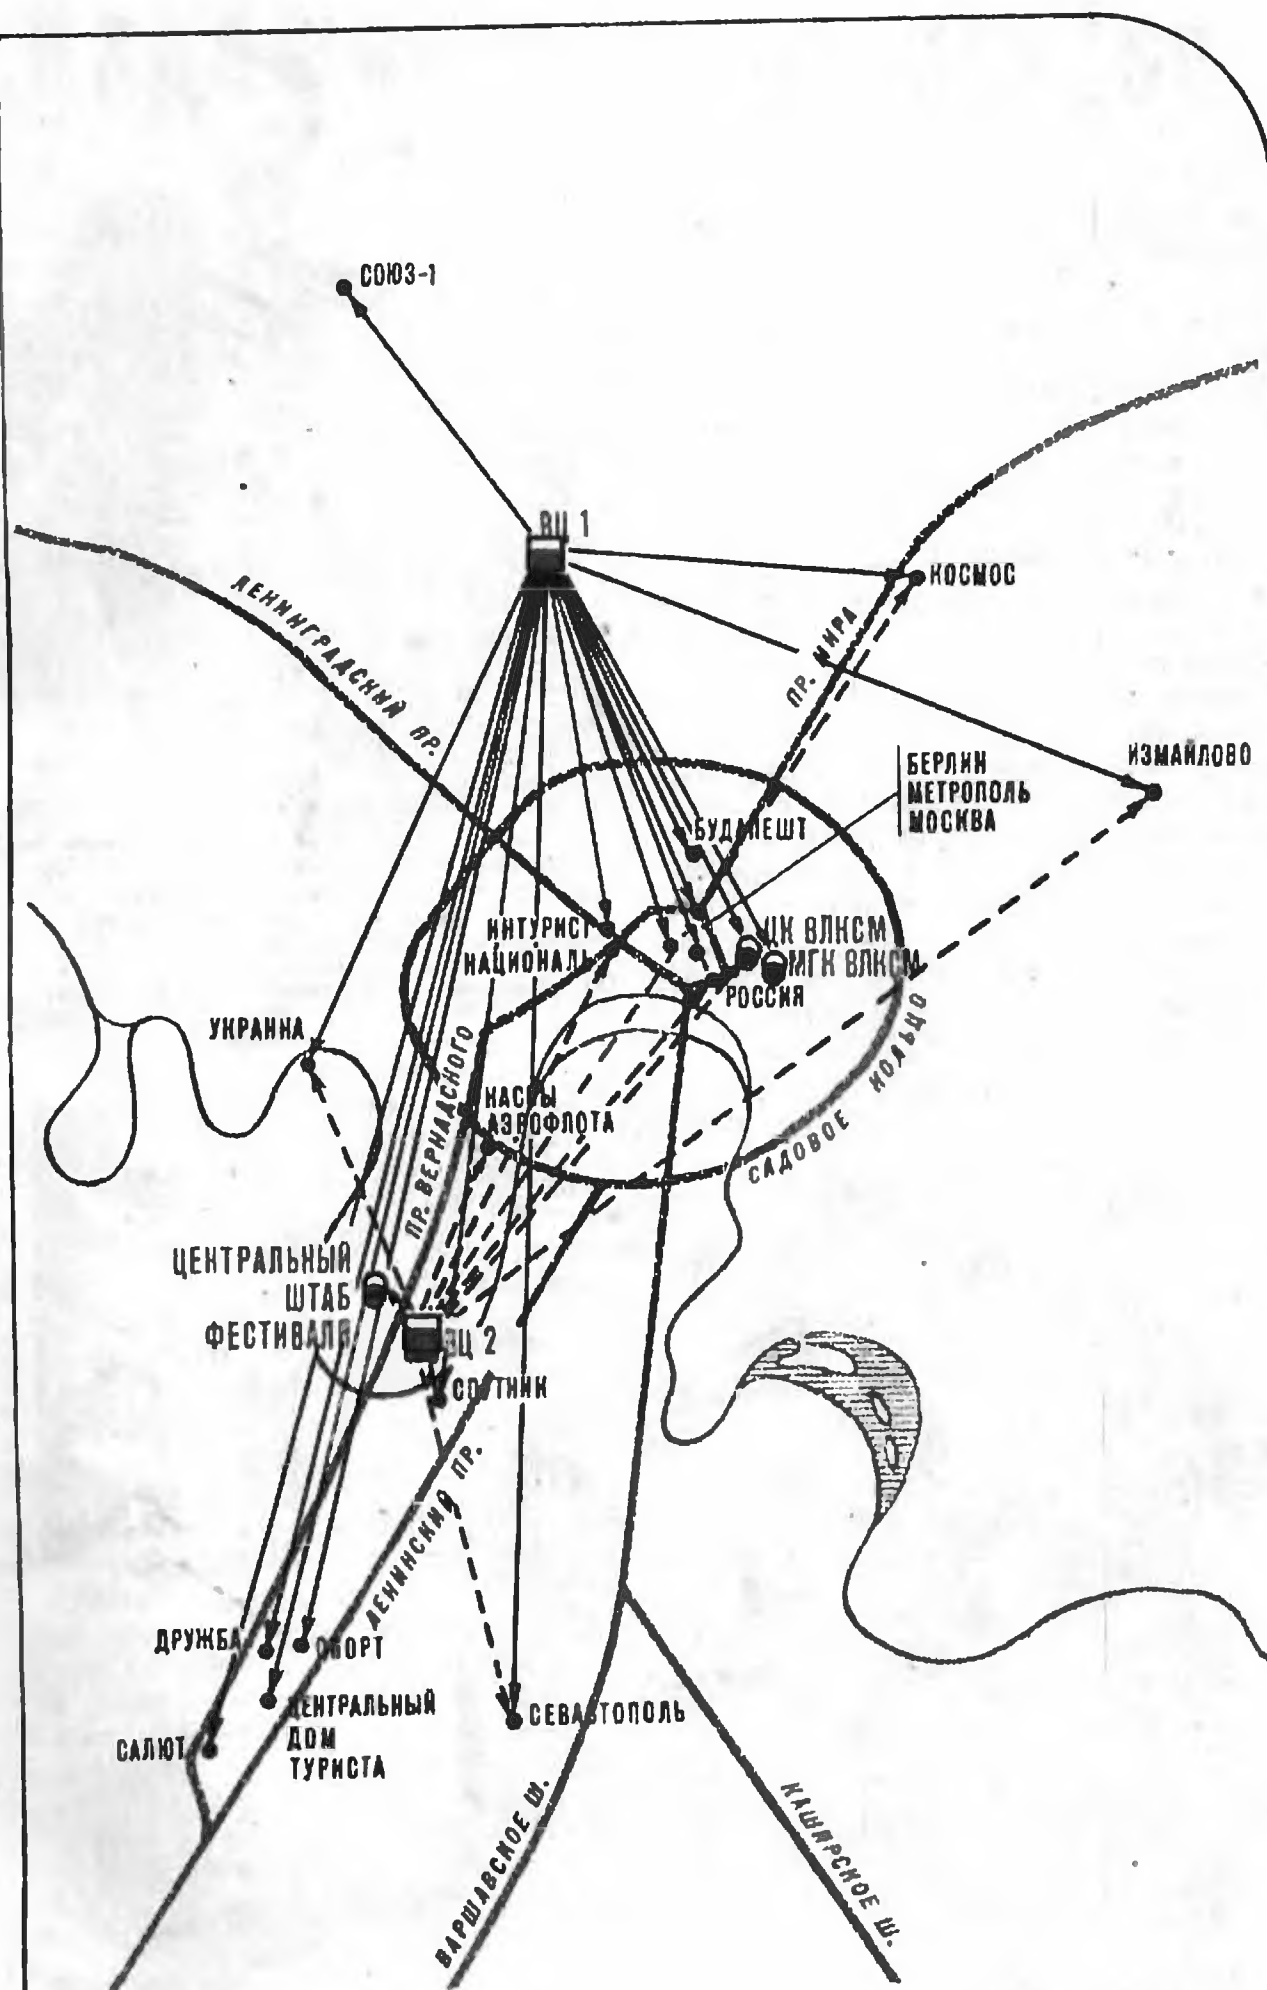 СОЮЗ-1
ВЦ 1
КОСМОС
ЛЕНИНГРАДСКИЙ ПР.
ПР. МИРА
ИЗМАЙЛОВО
БЕРЛИН
МЕТРОПОЛЬ
МОСКВА
БУДАПЕШТ
ИНТУРИСТ
НАЦИОНАЛЬ
ЦК ВЛКСМ
МГК ВЛКСМ
РОССИЯ
УКРАИНА
ПР. ВЕРНАДСКОГО
КАССЫ
АЭРОФЛОТА
САДОВОЕ КОЛЬЦО
ЦЕНТРАЛЬНЫЙ
ШТАБ
ФЕСТИВАЛЯ
ВЦ 2
СПУТНИК
ЛЕНИНСКИЙ ПР.
ДРУЖБА
СПОРТ
ЦЕНТРАЛЬНЫЙ
ДОМ
ТУРИСТА
САЛЮТ
СЕВАСТОПОЛЬ
ВАРШАВСКОЕ Ш.
КАШИРСКОЕ Ш.